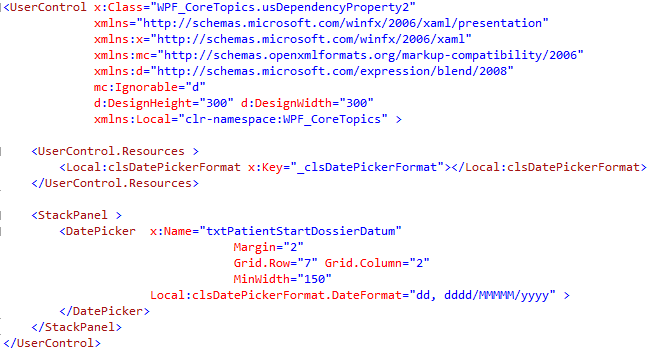 <UserControl x:Class="WPF_CoreTopics.usDependencyProperty2"
xmlns="http://schemas.microsoft.com/winfx/2006/xaml/presentation"
xmlns:x="http://schemas.microsoft.com/winfx/2006/xaml"
xmlns:mc="http://schemas.openxmlformats.org/markup-compatibility/2006"
xmlns:d="http://schemas.microsoft.com/expression/blend/2008"
mc:Ignorable="d"
d:DesignHeight="300" d:DesignWidth="300"
xmlns:Local="clr-namespace:WPF_CoreTopics" >
<UserControl.Resources >
<Local:clsDatePickerFormat x:Key="_clsDatePickerFormat"></Local:clsDatePickerFormat>
</UserControl.Resources>
<StackPanel >
<DatePicker  x:Name="txtPatientStartDossierDatum"
Margin="2"
Grid.Row="7" Grid.Column="2"
MinWidth="150"
Local:clsDatePickerFormat.DateFormat="dd, dddd/MMMMM/yyyy" >
</DatePicker>
</StackPanel>
</UserControl>